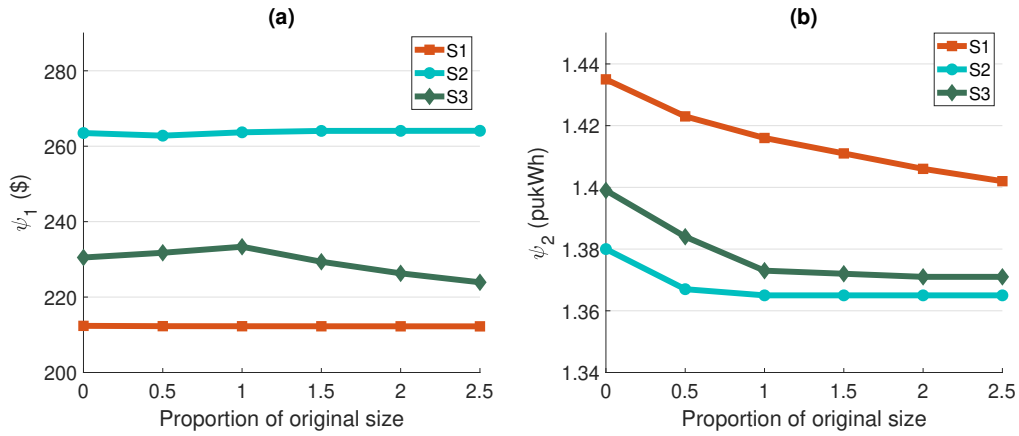 (a)
ψ1 ($)
280
260
240
220
200
0 0.5 1 1.5 2 2.5
Proportion of original size
S1
S2
S3
(b)
ψ2 (pukWh)
1.44
1.42
1.4
1.38
1.36
1.34
0 0.5 1 1.5 2 2.5
Proportion of original size
S1
S2
S3